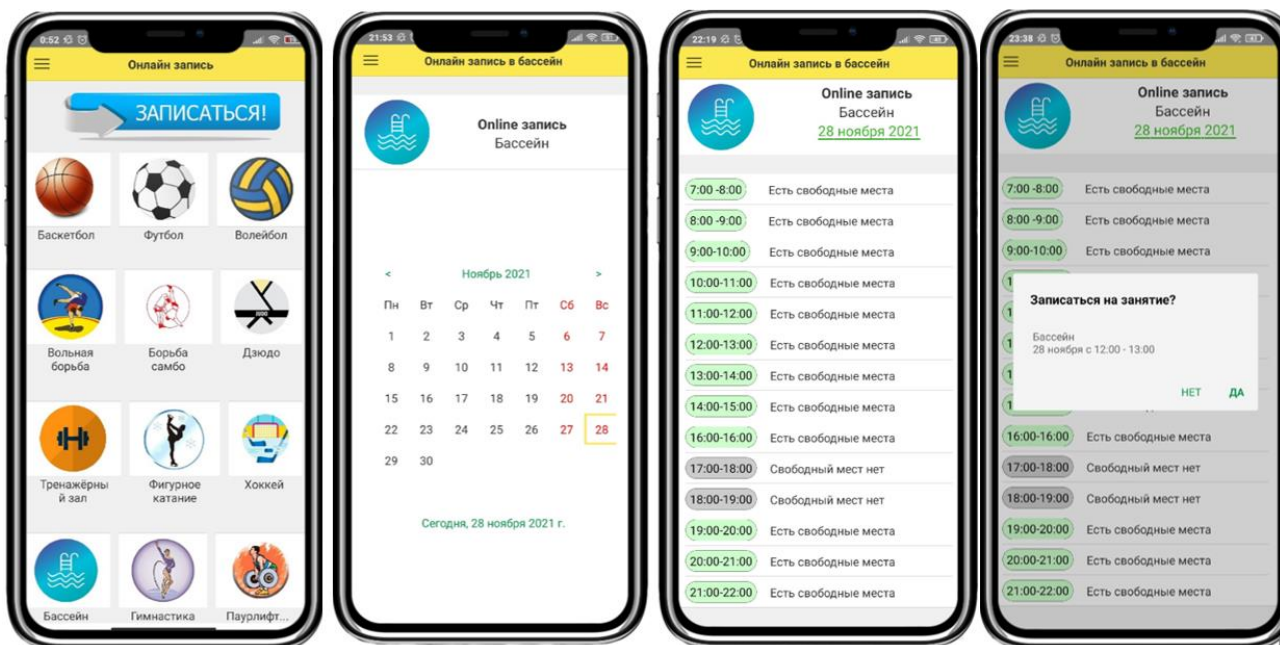 0:52
Онлайн запись
ЗАПИСАТЬСЯ!
Баскетбол
Футбол
Волейбол
Вольная
борьба
Борьба
самбо
Дзюдо
JUDO
Тренажёрны
й зал
Фигурное
катание
Хоккей
Бассейн
Гимнастика
Паурлифт...
21:53
Онлайн запись в бассейн
Online запись
Бассейн
< Ноябрь 2021 >
Пн Вт Ср Чт Пт Сб Вс
1 2 3 4 5 6 7
8 9 10 11 12 13 14
15 16 17 18 19 20 21
22 23 24 25 26 27 28
29 30
Сегодня, 28 ноября 2021 г.
22:19
Онлайн запись в бассейн
Online запись
Бассейн
28 ноября 2021
7:00 -8:00 Есть свободные места
8:00 -9:00 Есть свободные места
9:00-10:00 Есть свободные места
10:00-11:00 Есть свободные места
11:00-12:00 Есть свободные места
12:00-13:00 Есть свободные места
13:00-14:00 Есть свободные места
14:00-15:00 Есть свободные места
16:00-16:00 Есть свободные места
17:00-18:00 Свободный мест нет
18:00-19:00 Свободный мест нет
19:00-20:00 Есть свободные места
20:00-21:00 Есть свободные места
21:00-22:00 Есть свободные места
23:38
Онлайн запись в бассейн
Online запись
Бассейн
28 ноября 2021
7:00 -8:00 Есть свободные места
8:00 -9:00 Есть свободные места
9:00-10:00 Есть свободные места
Записаться на занятие?
Бассейн
28 ноября с 12:00 - 13:00
НЕТ ДА
16:00-16:00 Есть свободные места
17:00-18:00 Свободный мест нет
18:00-19:00 Свободный мест нет
19:00-20:00 Есть свободные места
20:00-21:00 Есть свободные места
21:00-22:00 Есть свободные места